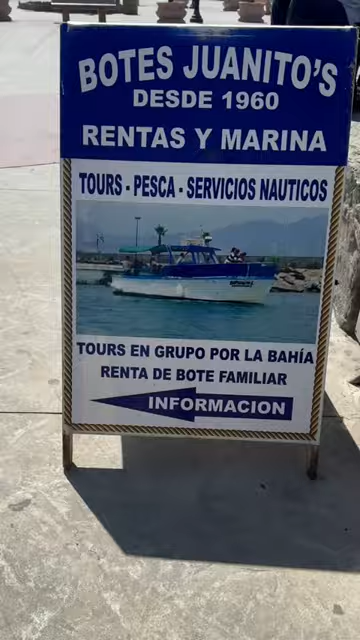 BOTES JUANITO'S
DESDE 1960
RENTAS Y MARINA
TOURS - PESCA - SERVICIOS NAUTICOS
TOURS EN GRUPO POR LA BAHÍA
RENTA DE BOTE FAMILIAR
INFORMACION